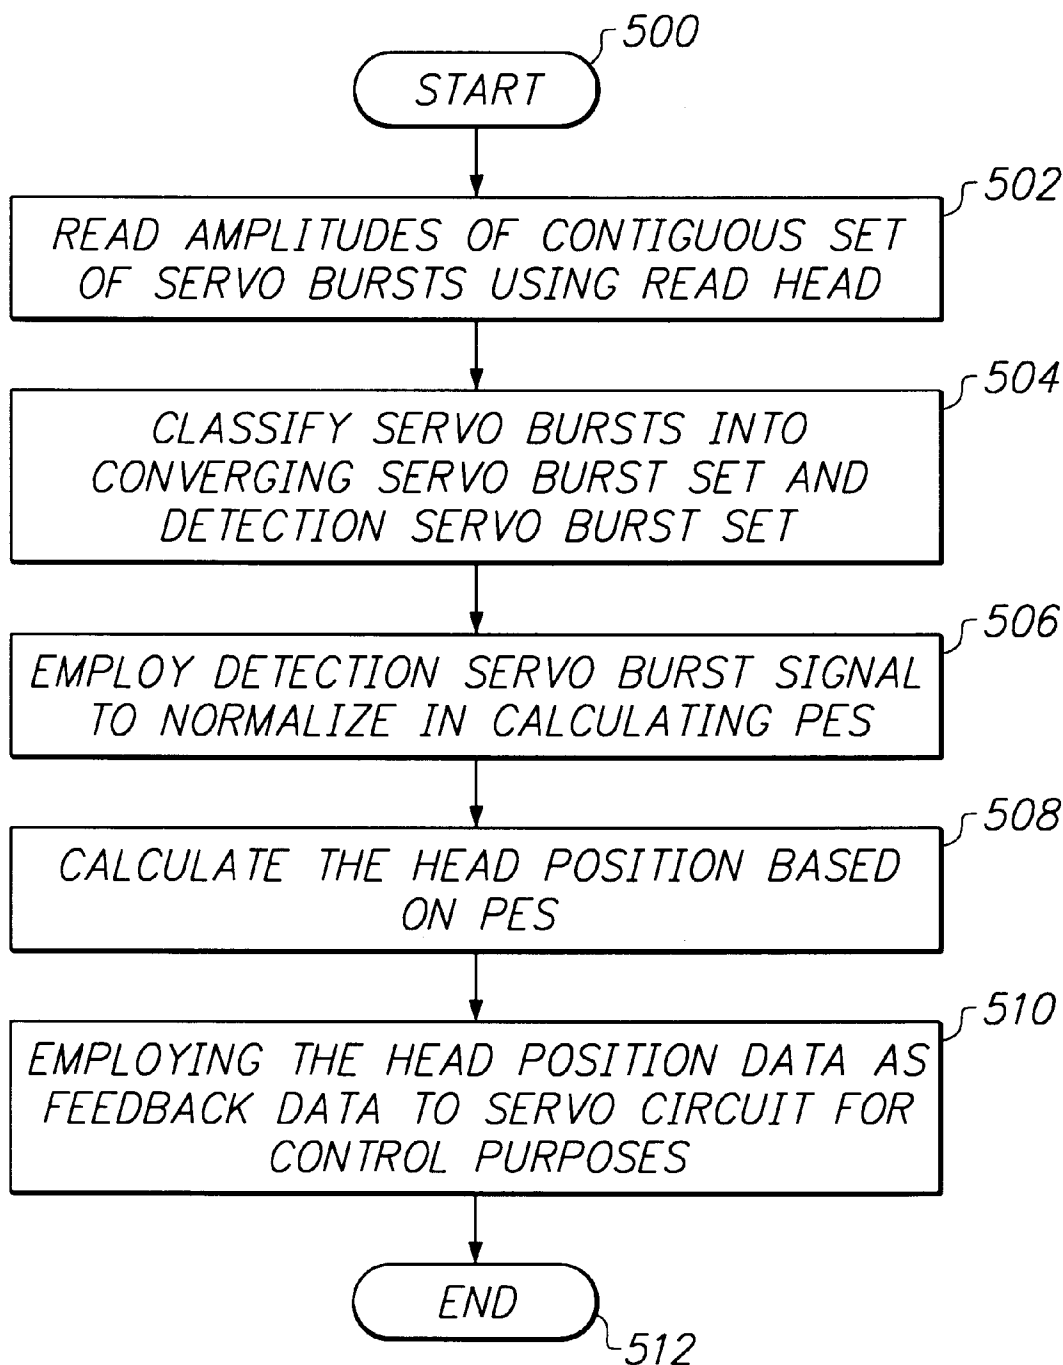 500
START
502
READ AMPLITUDES OF CONTIGUOUS SET
OF SERVO BURSTS USING READ HEAD
504
CLASSIFY SERVO BURSTS INTO
CONVERGING SERVO BURST SET AND
DETECTION SERVO BURST SET
506
EMPLOY DETECTION SERVO BURST SIGNAL
TO NORMALIZE IN CALCULATING PES
508
CALCULATE THE HEAD POSITION BASED
ON PES
510
EMPLOYING THE HEAD POSITION DATA AS
FEEDBACK DATA TO SERVO CIRCUIT FOR
CONTROL PURPOSES
END
512